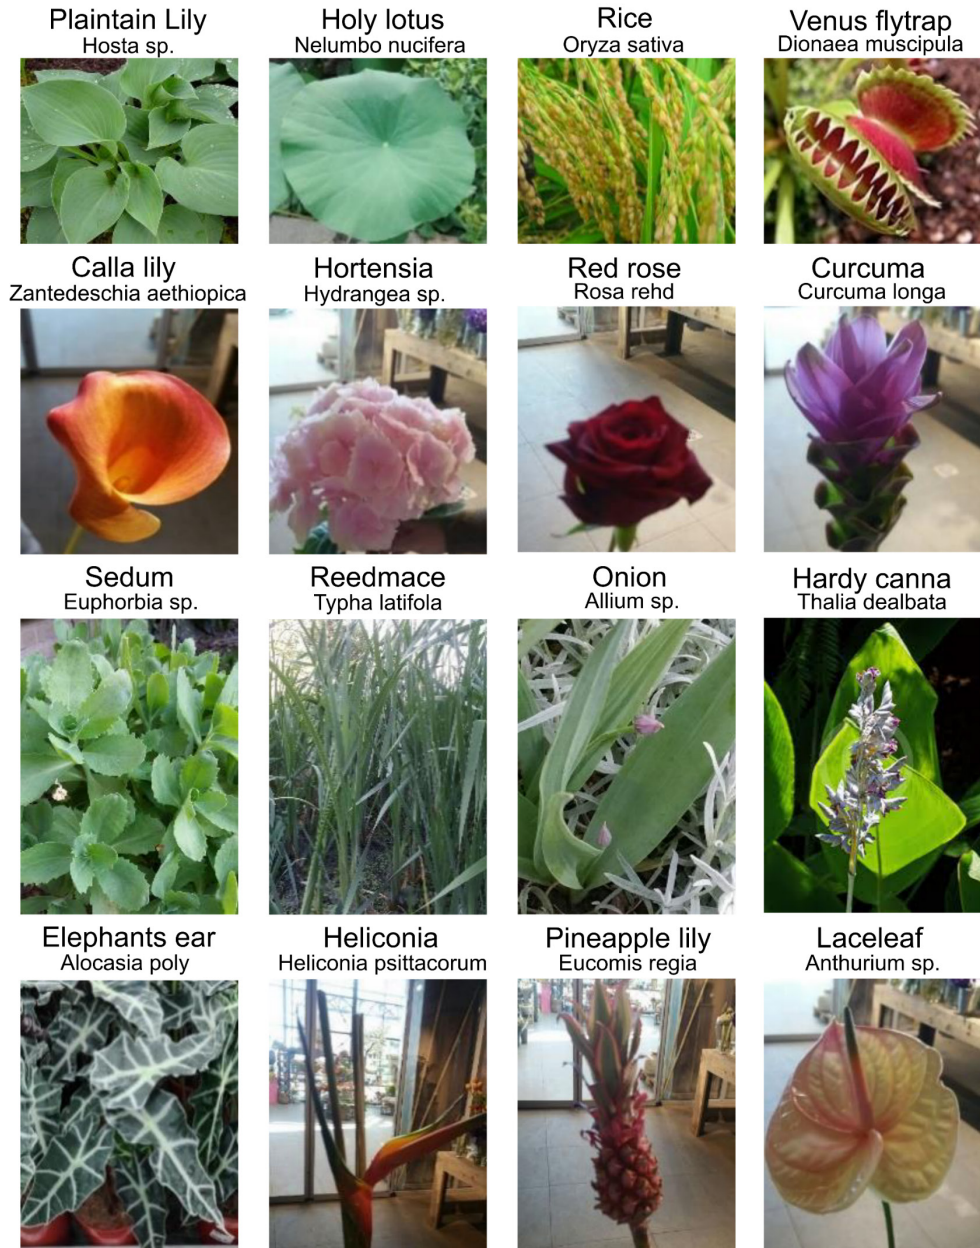 Plaintain Lily
Hosta sp.
Holy lotus
Nelumbo nucifera
Rice
Oryza sativa
Venus flytrap
Dionaea muscipula
Calla lily
Zantedeschia aethiopica
Hortensia
Hydrangea sp.
Red rose
Rosa rehd
Curcuma
Curcuma longa
Sedum
Euphorbia sp.
Reedmace
Typha latifola
Onion
Allium sp.
Hardy canna
Thalia dealbata
Elephants ear
Alocasia poly
Heliconia
Heliconia psittacorum
Pineapple lily
Eucomis regia
Laceleaf
Anthurium sp.